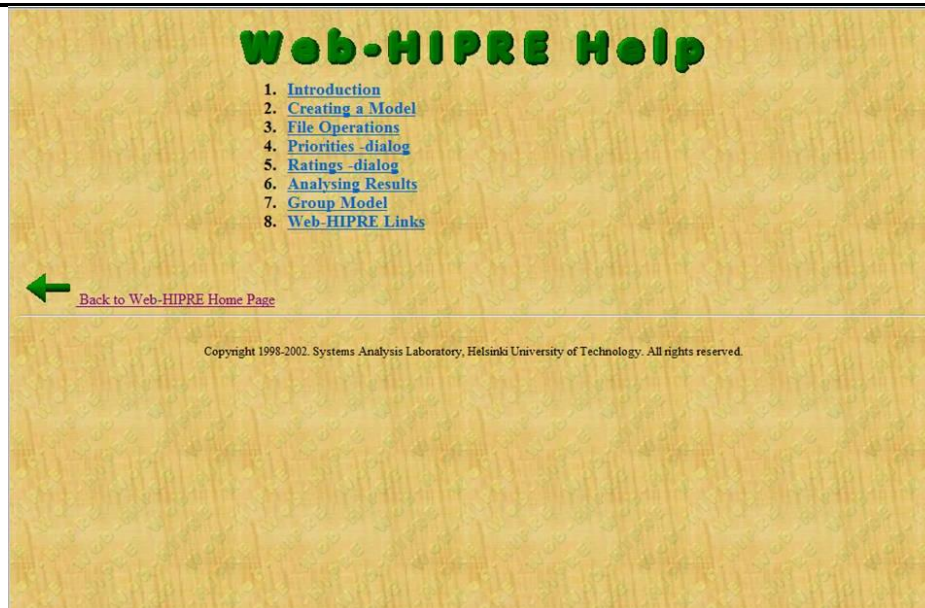 Web-HIPRE Help
1. Introduction
2. Creating a Model
3. File Operations
4. Priorities -dialog
5. Ratings -dialog
6. Analysing Results
7. Group Model
8. Web-HIPRE Links
Back to Web-HIPRE Home Page
Copyright 1998-2002. Systems Analysis Laboratory, Helsinki University of Technology. All rights reserved.